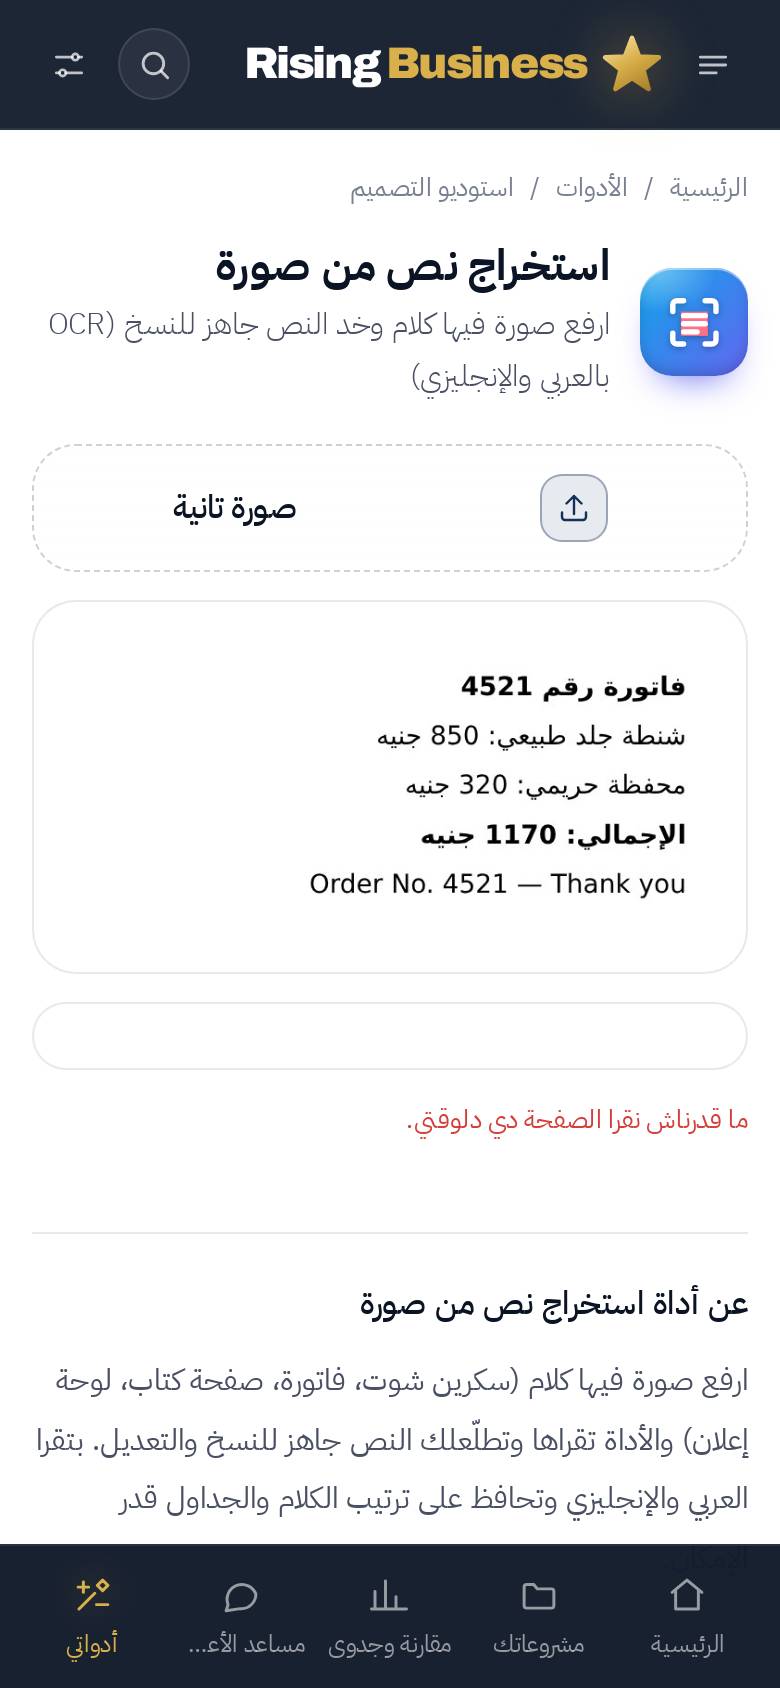 Rising Business
الرئيسية / الأدوات / استوديو التصميم
استخراج نص من صورة
ارفع صورة فيها كلام وخد النص جاهز للنسخ (OCR
بالعربي والإنجليزي)
صورة تانية
فاتورة رقم 4521
شنطة جلد طبيعي: 850 جنيه
محفظة حريمي: 320 جنيه
الإجمالي: 1170 جنيه
Order No. 4521 — Thank you
ما قدرناش نقرا الصفحة دي دلوقتي.
عن أداة استخراج نص من صورة
ارفع صورة فيها كلام (سكرين شوت، فاتورة، صفحة كتاب، لوحة
إعلان) والأداة تقراها وتطلّعلك النص جاهز للنسخ والتعديل. بتقرا
العربي والإنجليزي وتحافظ على ترتيب الكلام والجداول قدر
الإمكان.
الرئيسية
مشروعاتك
مقارنة وجدوى
مساعد الأعـ...
أدواتي